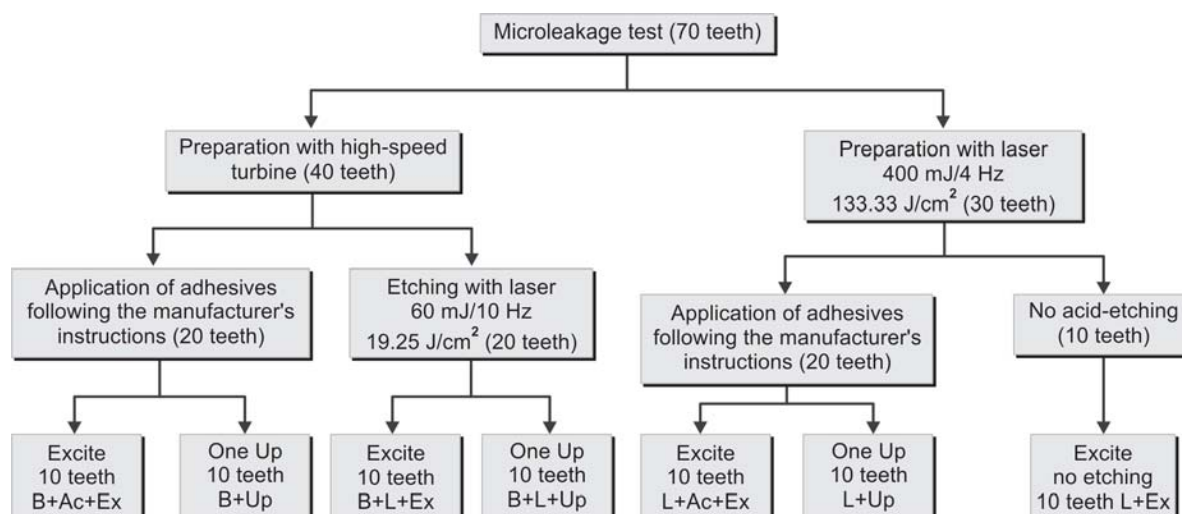 Microleakage test (70 teeth)
Preparation with high-speed
turbine (40 teeth)
Preparation with laser
400 mJ/4 Hz
133.33 J/cm² (30 teeth)
Application of adhesives
following the manufacturer's
instructions (20 teeth)
Etching with laser
60 mJ/10 Hz
19.25 J/cm² (20 teeth)
Application of adhesives
following the manufacturer's
instructions (20 teeth)
No acid-etching
(10 teeth)
Excite
10 teeth
B+Ac+Ex
One Up
10 teeth
B+Up
Excite
10 teeth
B+L+Ex
One Up
10 teeth
B+L+Up
Excite
10 teeth
L+Ac+Ex
One Up
10 teeth
L+Up
Excite
no etching
10 teeth L+Ex